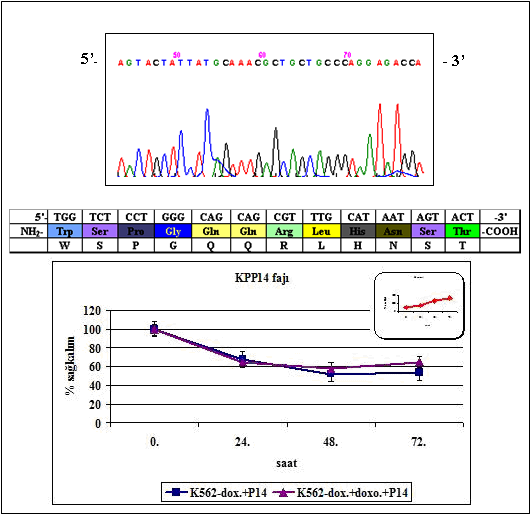 50 60 70
5’- AGTACTATTATGCAAACGCTGCTGCCCAGGAGACCA -3’
5'- TGG TCT CCT GGG CAG CAG CGT TTG CAT AAT AGT ACT -3'
NH2- Trp Ser Pro Gly Gln Gln Arg Leu His Asn Ser Thr -COOH
W S P G Q Q R L H N S T
KPP14 fajı
120
100
80
60
40
20
0
% sağkalım
0. 24. 48. 72.
saat
K562-dox.+P14 K562-dox.+doxo.+P14